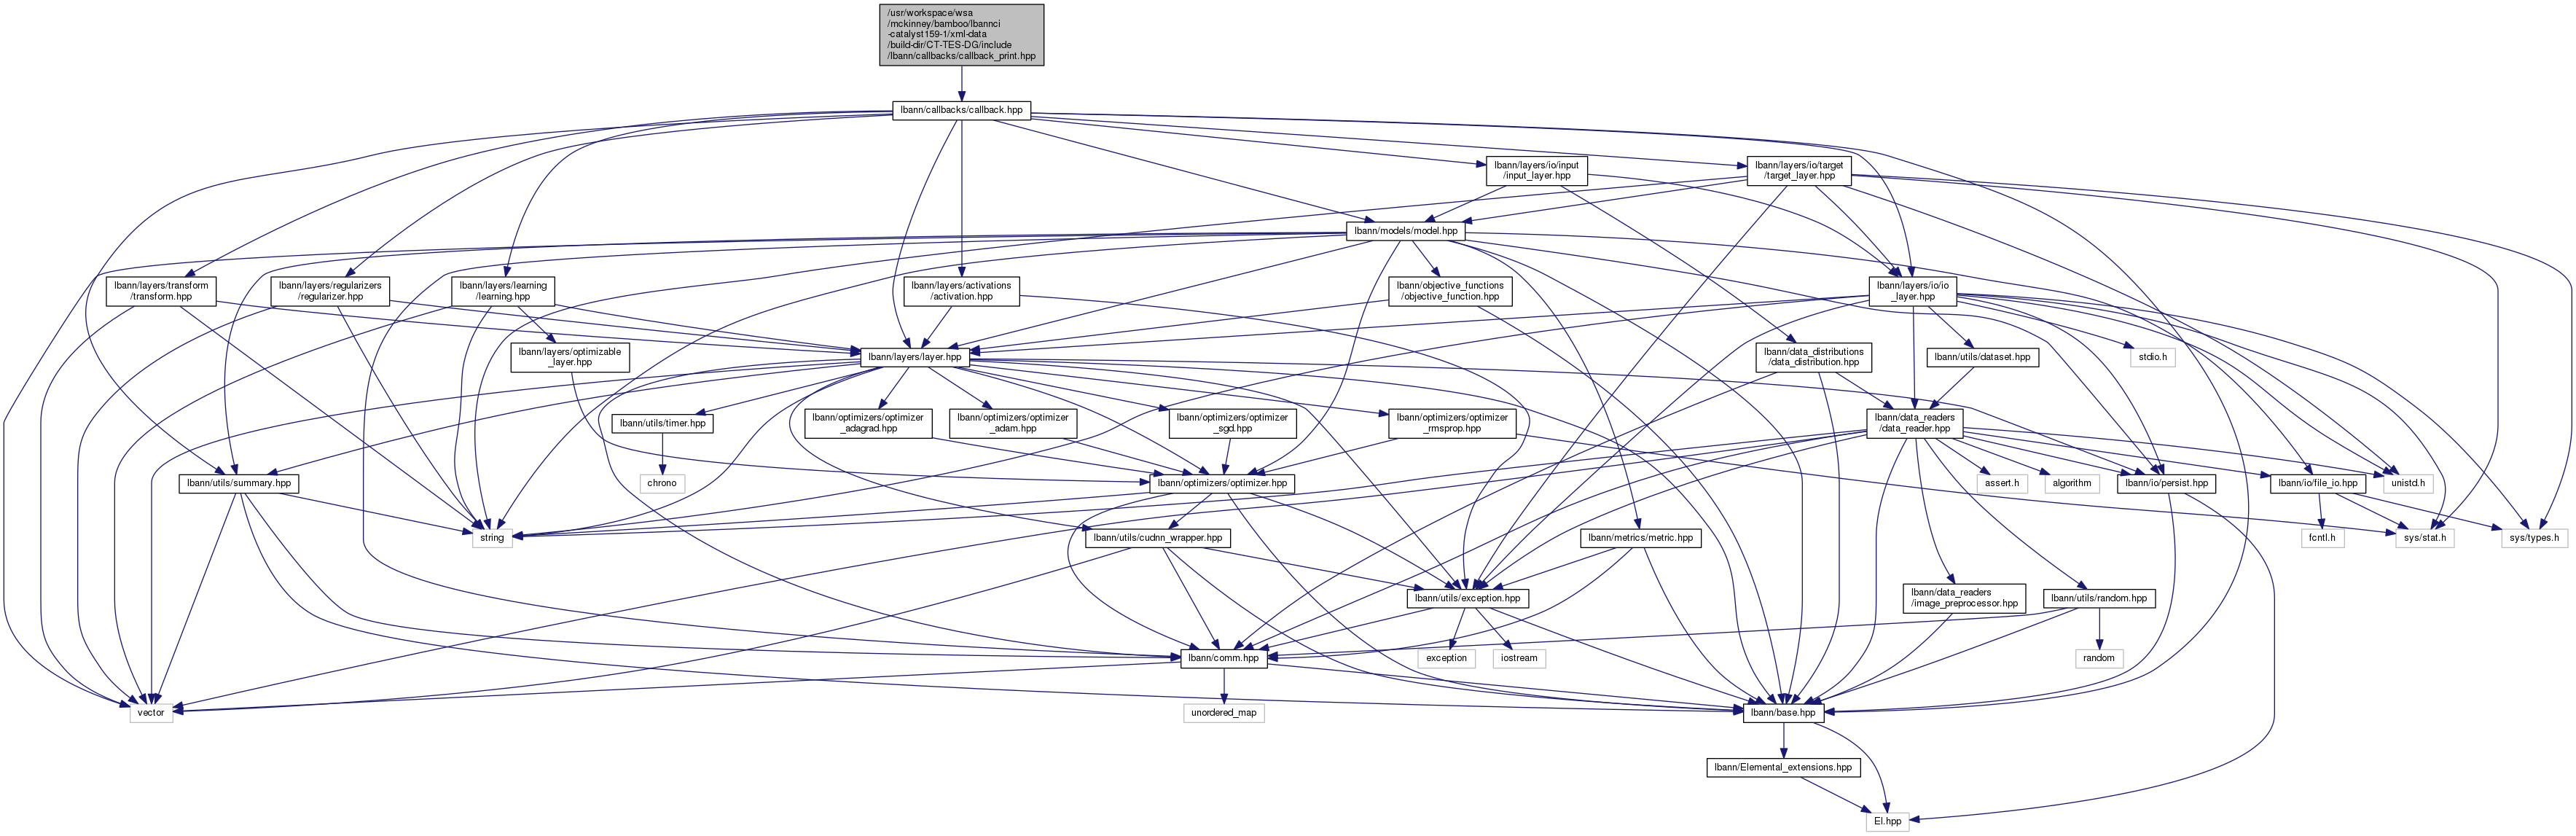 /usr/workspace/wsa
/mckinney/bamboo/lbannci
-catalyst159-1/xml-data
/build-dir/CT-TES-DG/include
/lbann/callbacks/callback_print.hpp
lbann/callbacks/callback.hpp
lbann/layers/io/input
/input_layer.hpp
lbann/layers/io/target
/target_layer.hpp
lbann/models/model.hpp
lbann/layers/transform
/transform.hpp
lbann/layers/regularizers
/regularizer.hpp
lbann/layers/learning
/learning.hpp
lbann/layers/activations
/activation.hpp
lbann/objective_functions
/objective_function.hpp
lbann/layers/io/io
_layer.hpp
lbann/layers/optimizable
_layer.hpp
lbann/layers/layer.hpp
lbann/data_distributions
/data_distribution.hpp
lbann/utils/dataset.hpp
stdio.h
lbann/utils/timer.hpp
lbann/optimizers/optimizer
_adagrad.hpp
lbann/optimizers/optimizer
_adam.hpp
lbann/optimizers/optimizer
_sgd.hpp
lbann/optimizers/optimizer
_rmsprop.hpp
lbann/data_readers
/data_reader.hpp
lbann/utils/summary.hpp
chrono
lbann/optimizers/optimizer.hpp
assert.h
algorithm
lbann/io/persist.hpp
lbann/io/file_io.hpp
unistd.h
string
lbann/utils/cudnn_wrapper.hpp
lbann/metrics/metric.hpp
fcntl.h
sys/stat.h
sys/types.h
lbann/utils/exception.hpp
lbann/data_readers
/image_preprocessor.hpp
lbann/utils/random.hpp
lbann/comm.hpp
exception
iostream
random
vector
unordered_map
lbann/base.hpp
lbann/Elemental_extensions.hpp
El.hpp